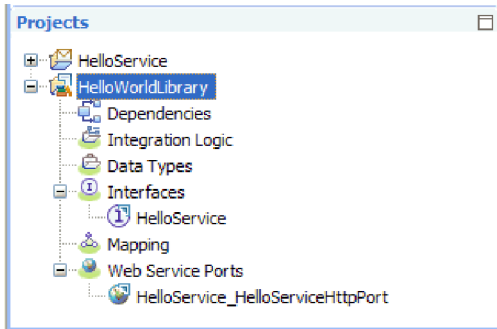 Projects
HelloService
HelloWorldLibrary
Dependencies
Integration Logic
Data Types
Interfaces
HelloService
Mapping
Web Service Ports
HelloService_HelloServiceHttpPort